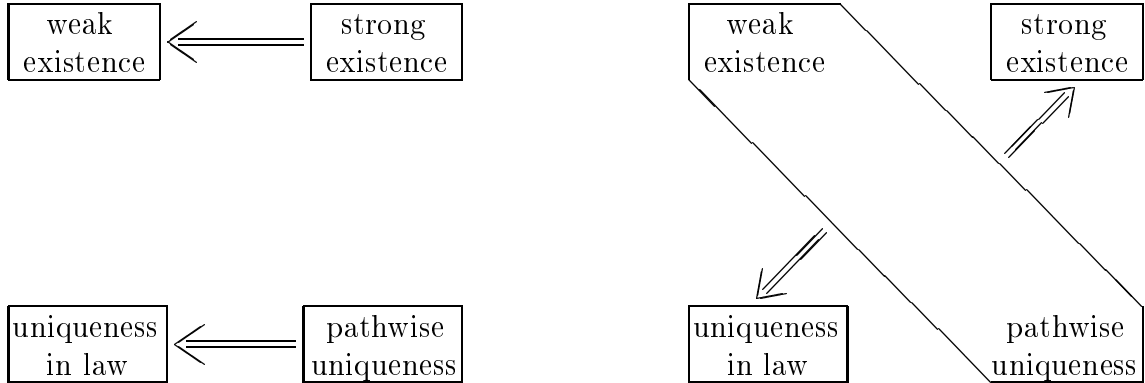 weak
existence
strong
existence
weak
existence
strong
existence
uniqueness
in law
pathwise
uniqueness
uniqueness
in law
pathwise
uniqueness